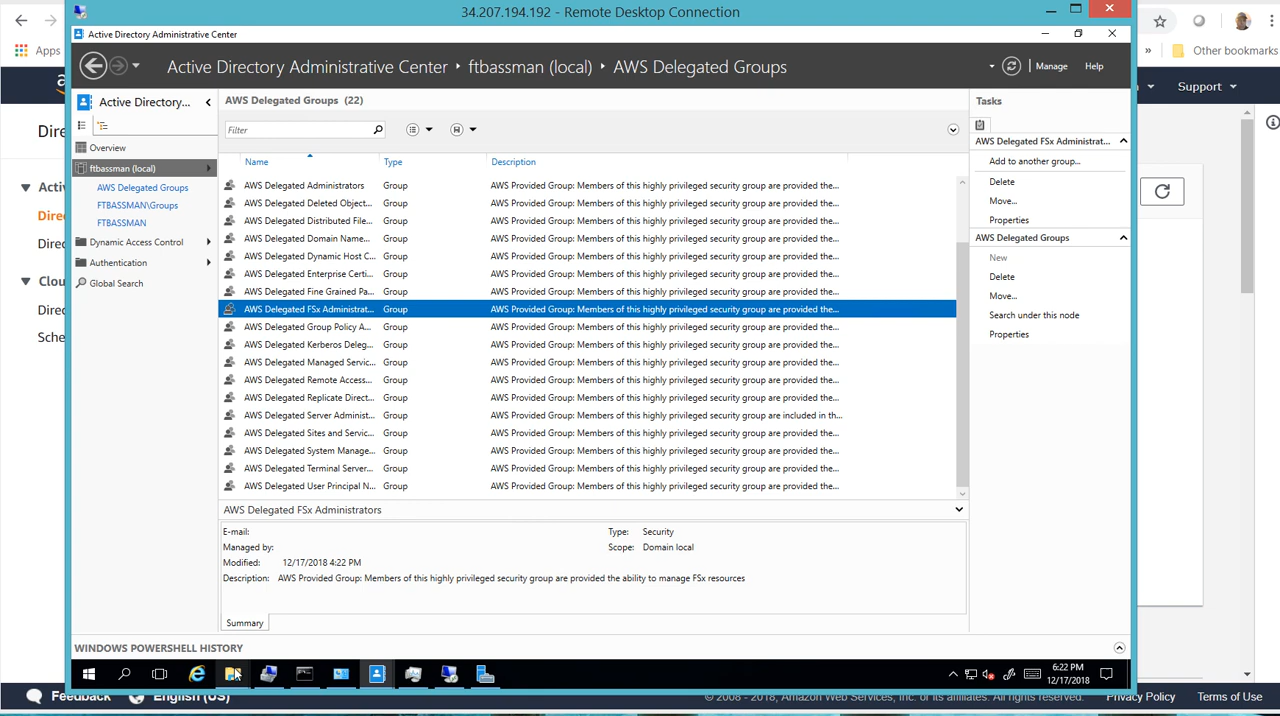 34.207.194.192 - Remote Desktop Connection
Active Directory Administrative Center
Active Directory Administrative Center • ftbassman (local) • AWS Delegated Groups
Manage
Help
Apps
» Other bookmarks
Support
Active Directory...
AWS Delegated Groups (22)
Tasks
Filter
Dir
Activ
Direc
Direc
Clou
Direc
Sche
Overview
ftbassman (local)
AWS Delegated Groups
FTBASSMAN\Groups
FTBASSMAN
Dynamic Access Control
Authentication
Global Search
Name Type Description
AWS Delegated Administrators Group AWS Provided Group: Members of this highly privileged security group are provided the...
AWS Delegated Deleted Object... Group AWS Provided Group: Members of this highly privileged security group are provided the...
AWS Delegated Distributed File... Group AWS Provided Group: Members of this highly privileged security group are provided the...
AWS Delegated Domain Name... Group AWS Provided Group: Members of this highly privileged security group are provided the...
AWS Delegated Dynamic Host C... Group AWS Provided Group: Members of this highly privileged security group are provided the...
AWS Delegated Enterprise Certi... Group AWS Provided Group: Members of this highly privileged security group are provided the...
AWS Delegated Fine Grained Pa... Group AWS Provided Group: Members of this highly privileged security group are provided the...
AWS Delegated FSx Administrat... Group AWS Provided Group: Members of this highly privileged security group are provided the...
AWS Delegated Group Policy A... Group AWS Provided Group: Members of this highly privileged security group are provided the...
AWS Delegated Kerberos Deleg... Group AWS Provided Group: Members of this highly privileged security group are provided the...
AWS Delegated Managed Servic... Group AWS Provided Group: Members of this highly privileged security group are provided the...
AWS Delegated Remote Access... Group AWS Provided Group: Members of this highly privileged security group are provided the...
AWS Delegated Replicate Direct... Group AWS Provided Group: Members of this highly privileged security group are provided the...
AWS Delegated Server Administ... Group AWS Provided Group: Members of this highly privileged security group are included in th...
AWS Delegated Sites and Servic... Group AWS Provided Group: Members of this highly privileged security group are provided the...
AWS Delegated System Manage... Group AWS Provided Group: Members of this highly privileged security group are provided the...
AWS Delegated Terminal Server... Group AWS Provided Group: Members of this highly privileged security group are provided the...
AWS Delegated User Principal N... Group AWS Provided Group: Members of this highly privileged security group are provided the...
AWS Delegated FSx Administrat...
Add to another group...
Delete
Move...
Properties
AWS Delegated Groups
New
Delete
Move...
Search under this node
Properties
AWS Delegated FSx Administrators
E-mail:
Managed by:
Modified: 12/17/2018 4:22 PM
Description: AWS Provided Group: Members of this highly privileged security group are provided the ability to manage FSx resources
Type: Security
Scope: Domain local
Summary
WINDOWS POWERSHELL HISTORY
6:22 PM
12/17/2018
Feedback
English (US)
© 2008 - 2018, Amazon Web Services, Inc. or its affiliates. All rights reserved.
Privacy Policy
Terms of Use